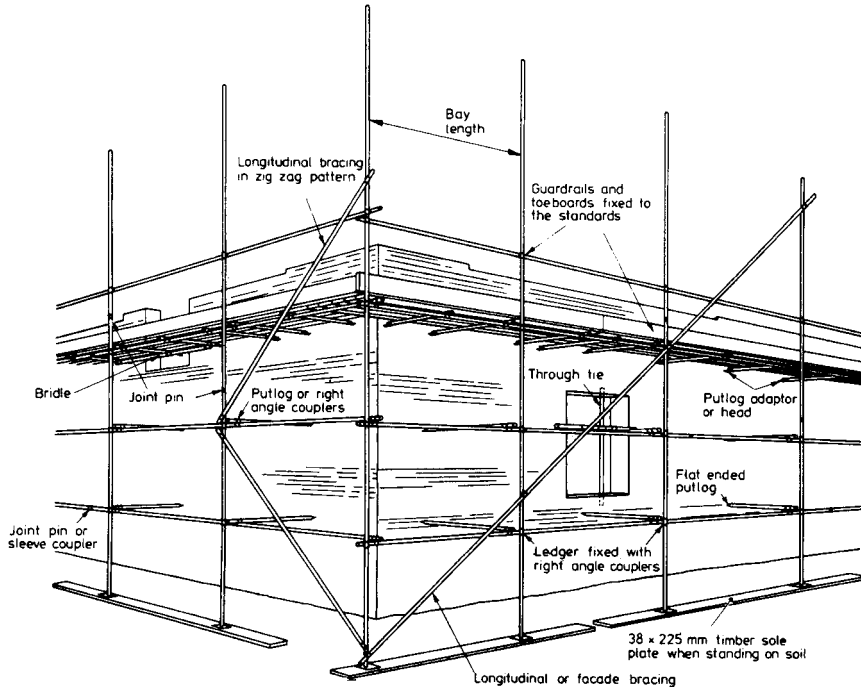 Bay
length
Longitudinal bracing
in zig zag pattern
Guardrails and
toeboards fixed to
the standards
Bridle
Joint pin
Putlog or right
angle couplers
Through tie
Putlog adaptor
or head
Flat ended
putlog
Joint pin or
sleeve coupler
Ledger fixed with
right angle couplers
38 x 225 mm timber sole
plate when standing on soil
Longitudinal or facade bracing